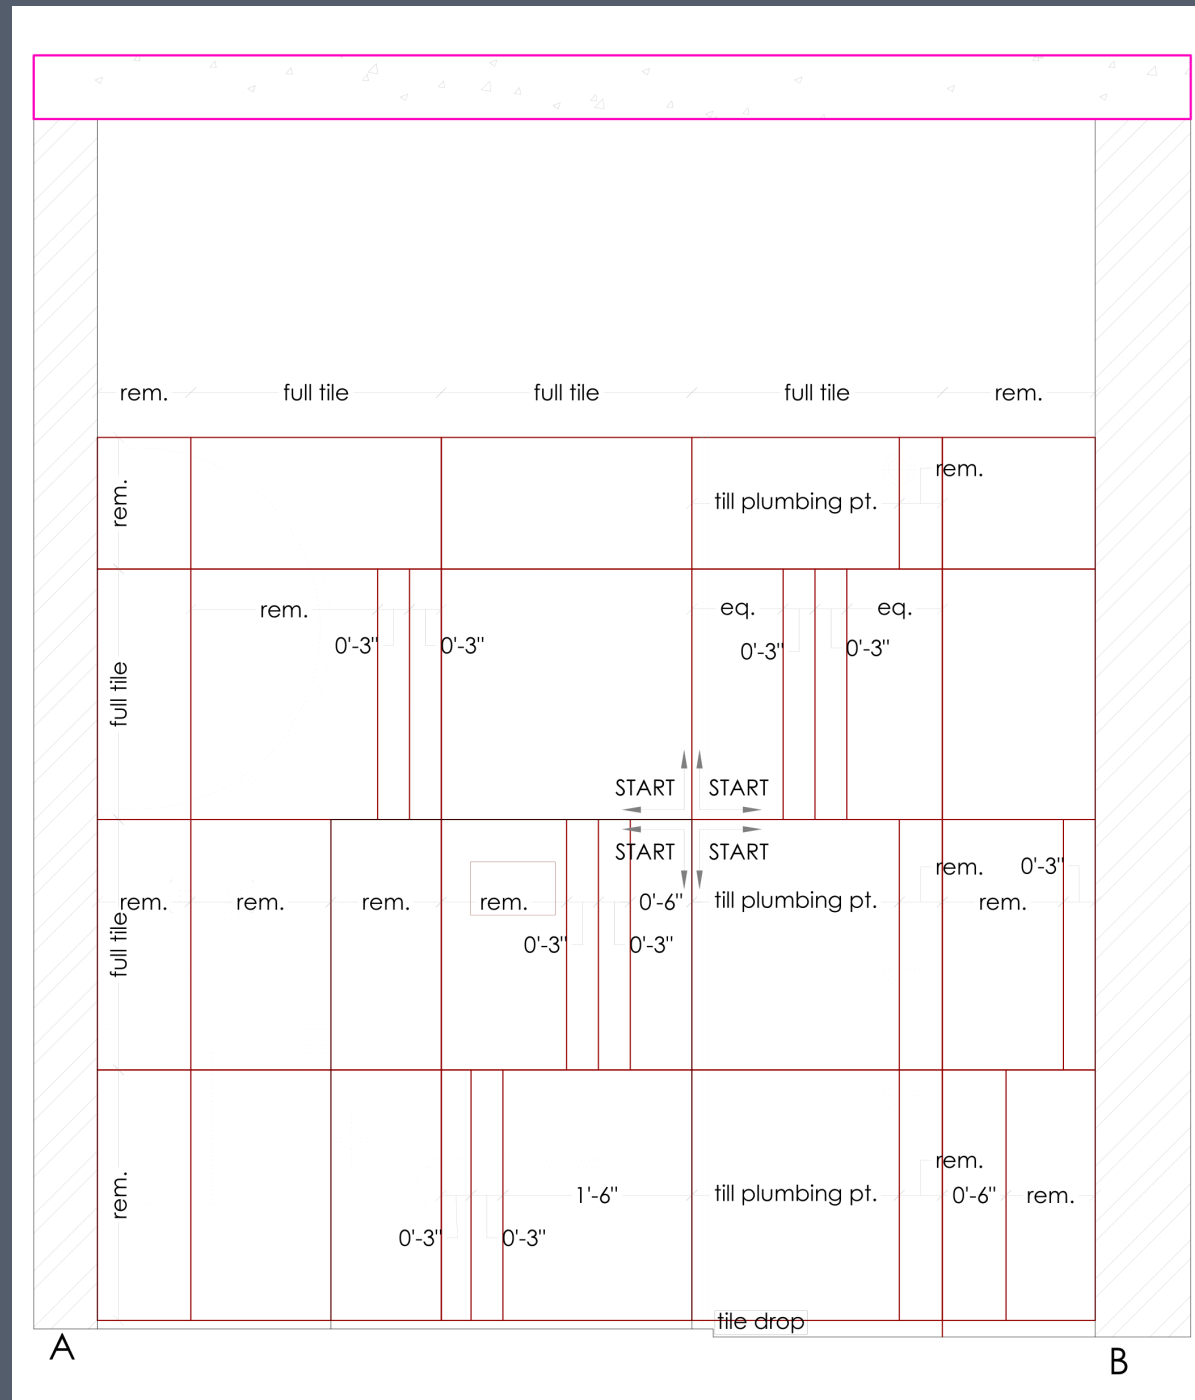 rem. full tile full tile full tile rem.
rem.
rem.
till plumbing pt.
full tile
rem.
0'-3" 0'-3"
eq. eq.
0'-3" 0'-3"
START START
START START
full tile
rem. 0'-3"
rem. rem. rem. rem. 0'-6" till plumbing pt. rem.
0'-3" 0'-3"
rem.
rem.
1'-6" till plumbing pt. 0'-6" rem.
0'-3" 0'-3"
tile drop
A
B